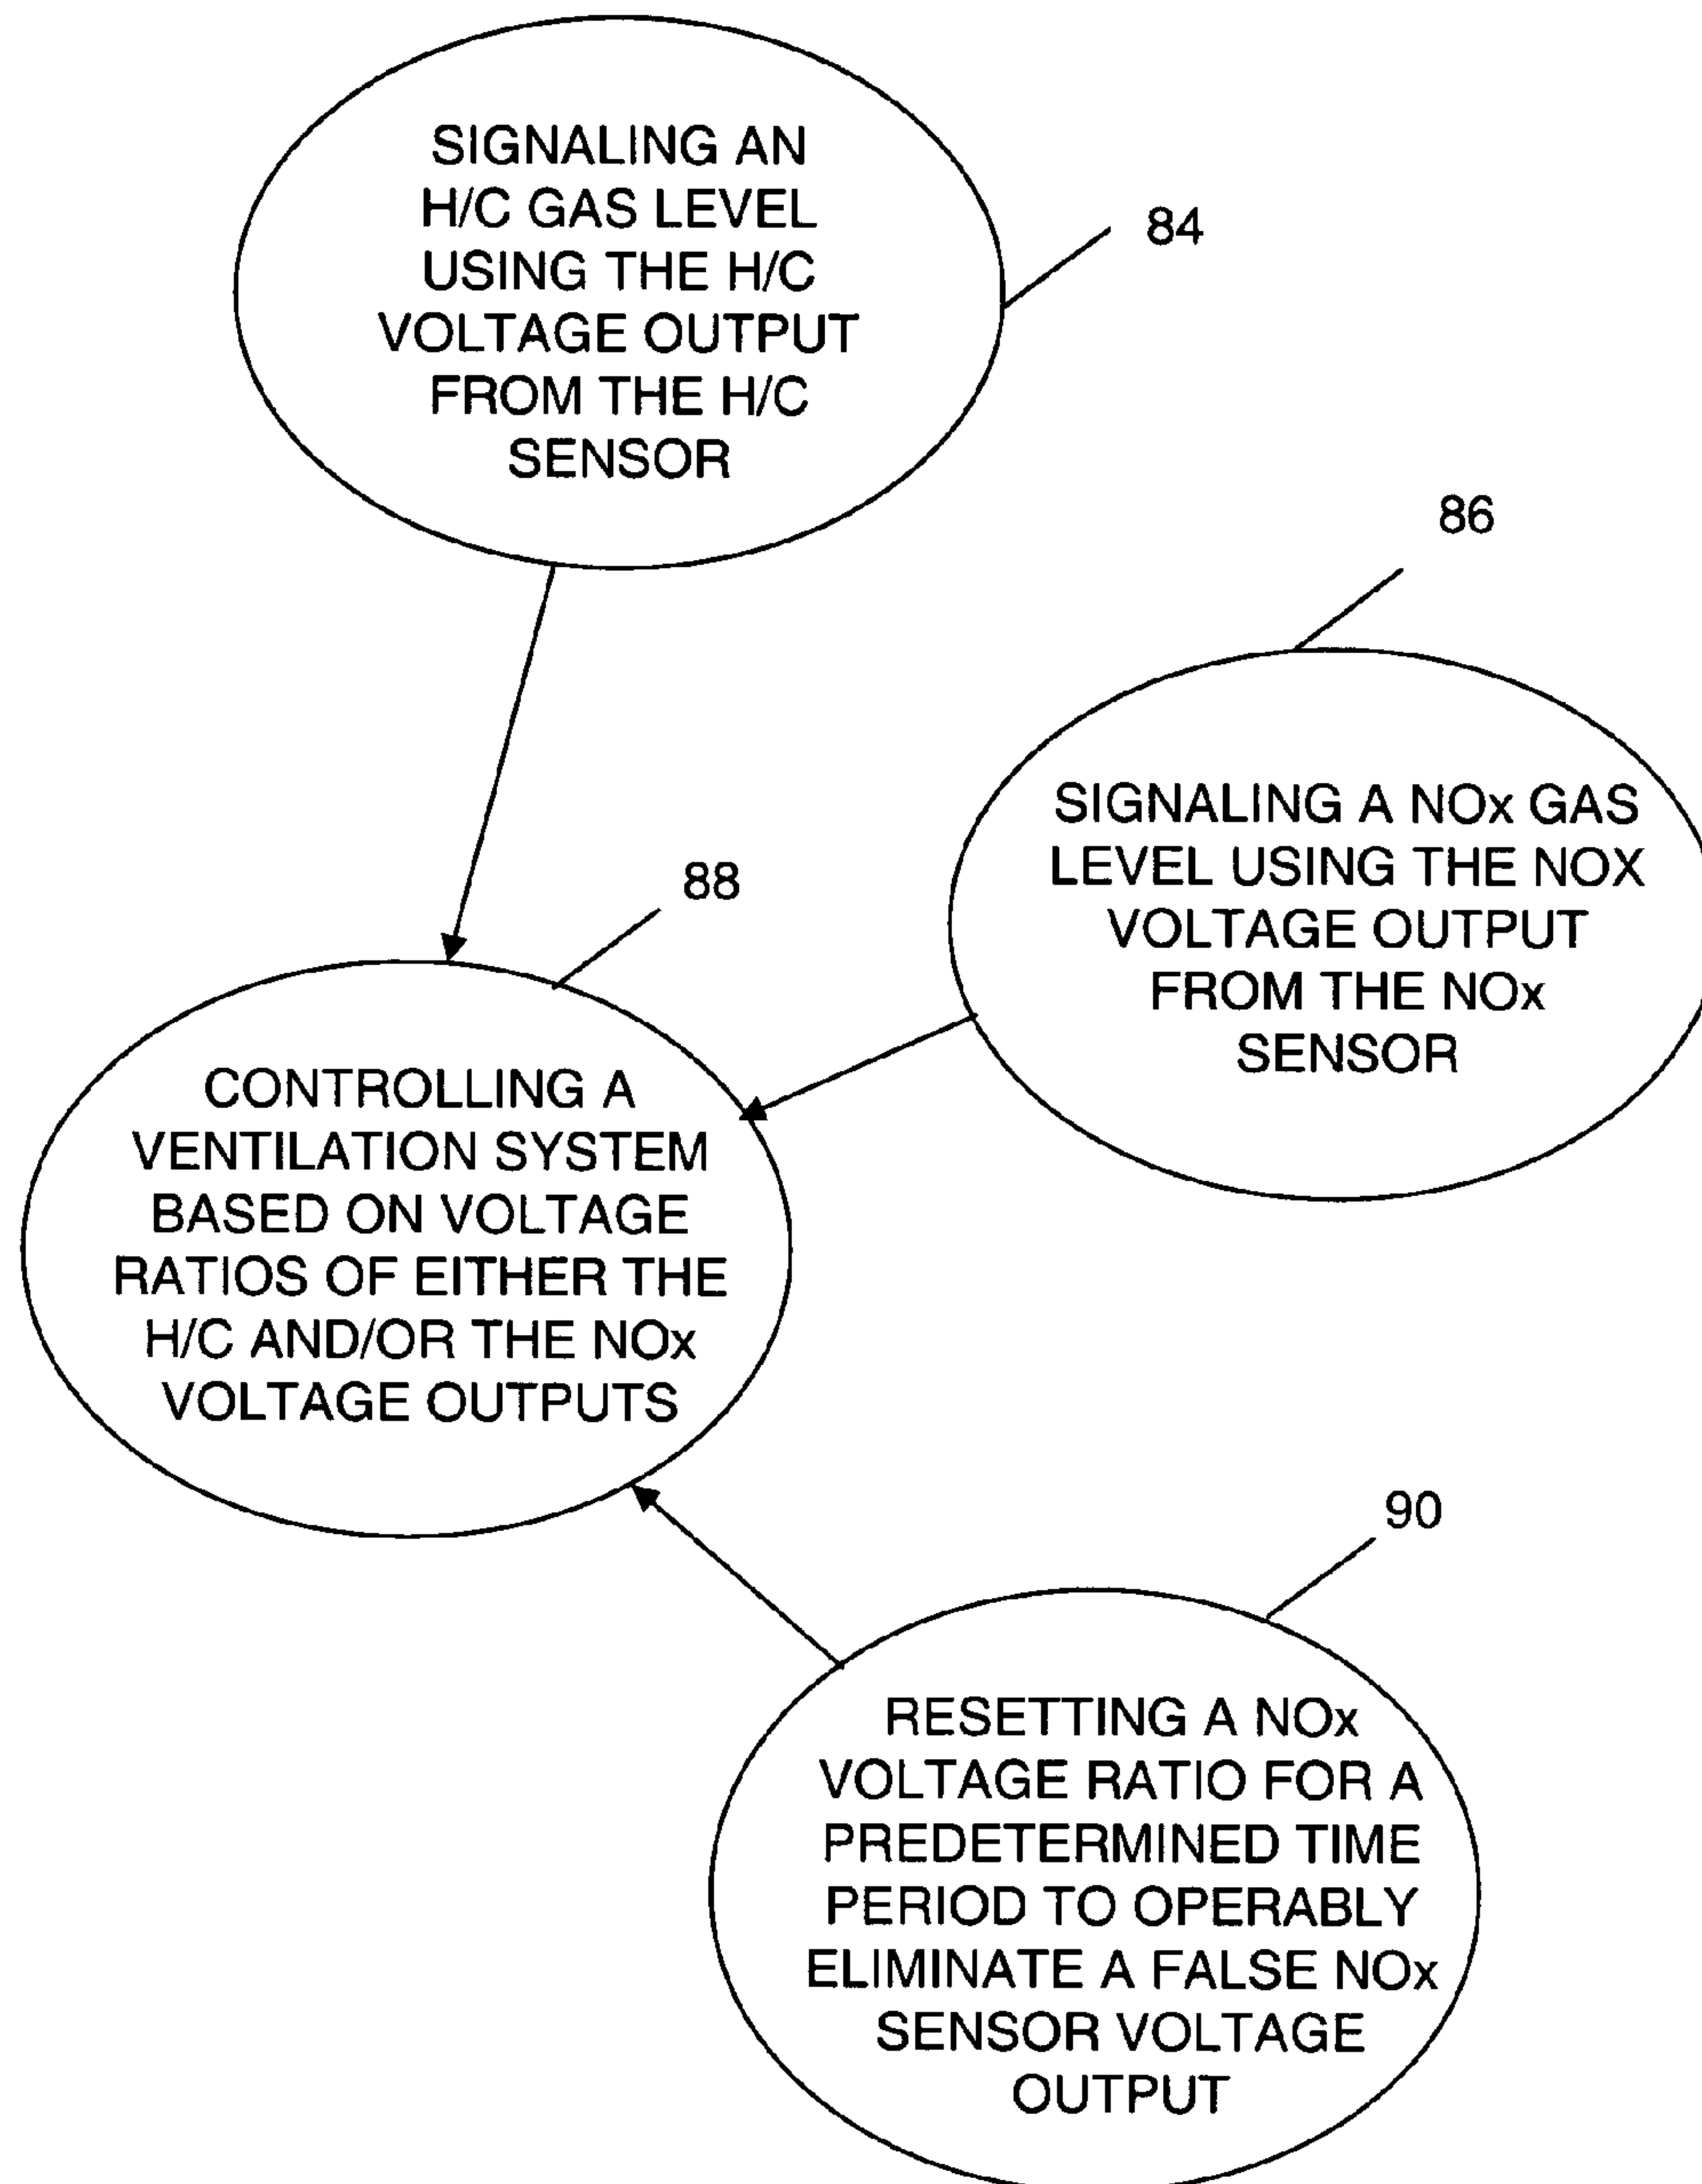 SIGNALING AN
H/C GAS LEVEL
USING THE H/C
VOLTAGE OUTPUT
FROM THE H/C
SENSOR
84
86
SIGNALING A NOx GAS
LEVEL USING THE NOX
VOLTAGE OUTPUT
FROM THE NOx
SENSOR
88
CONTROLLING A
VENTILATION SYSTEM
BASED ON VOLTAGE
RATIOS OF EITHER THE
H/C AND/OR THE NOx
VOLTAGE OUTPUTS
90
RESETTING A NOx
VOLTAGE RATIO FOR A
PREDETERMINED TIME
PERIOD TO OPERABLY
ELIMINATE A FALSE NOx
SENSOR VOLTAGE
OUTPUT